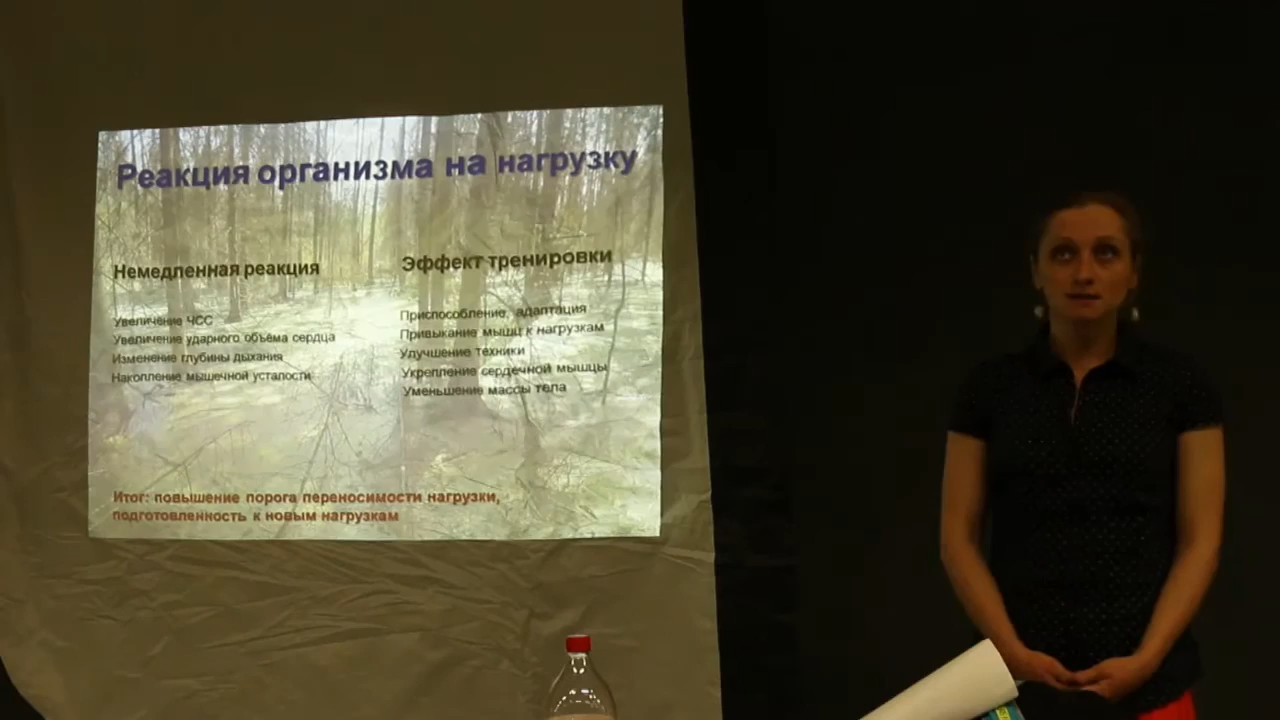 Реакция организма на нагрузку
Немедленная реакция
Увеличение ЧСС
Увеличение ударного объёма сердца
Изменение глубины дыхания
Накопление мышечной усталости
Эффект тренировки
Приспособление, адаптация
Привыкание мышц к нагрузкам
Улучшение техники
Укрепление сердечной мышцы
Уменьшение массы тела
Итог: повышение порога переносимости нагрузки,
подготовленность к новым нагрузкам